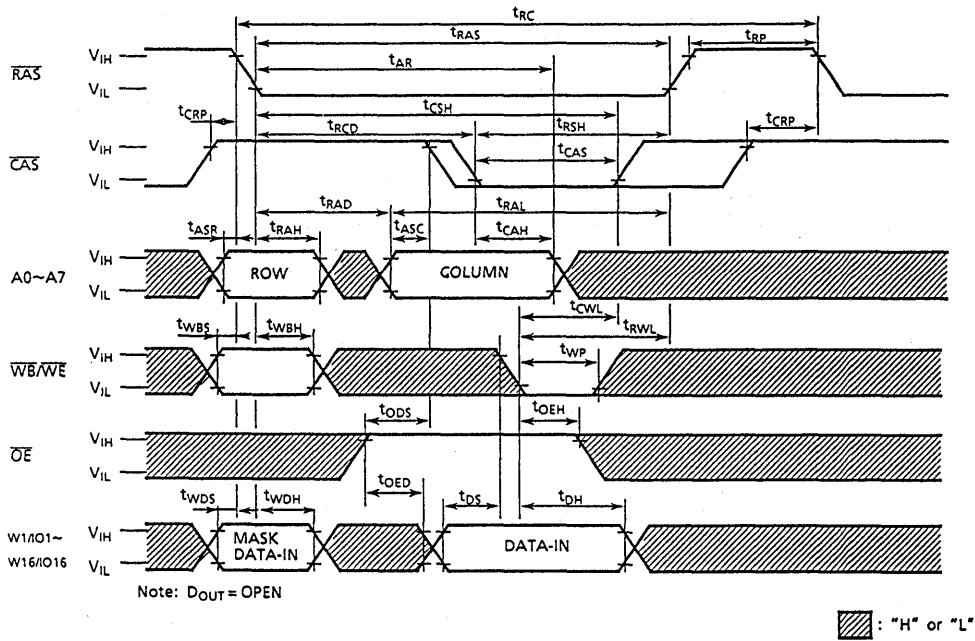 tRC
tRAS
tRP
VIH
tAR
RAS
VIL
tCSH
tCRP
tRCD
tRSH
tCRP
VIH
tCAS
CAS
VIL
tRAD
tRAL
tASR
tRAH
tASC
tCAH
VIH
A0~A7
ROW
COLUMN
VIL
tCWL
tRWL
tWBS
tWBH
tWP
VIH
WB/WE
VIL
tODS
tOEH
VIH
OE
VIL
tOED
tWDS
tWDH
tDS
tDH
W1/IO1~
W16/IO16
VIH
MASK
DATA-IN
DATA-IN
VIL
Note: DOUT = OPEN
: "H" or "L"